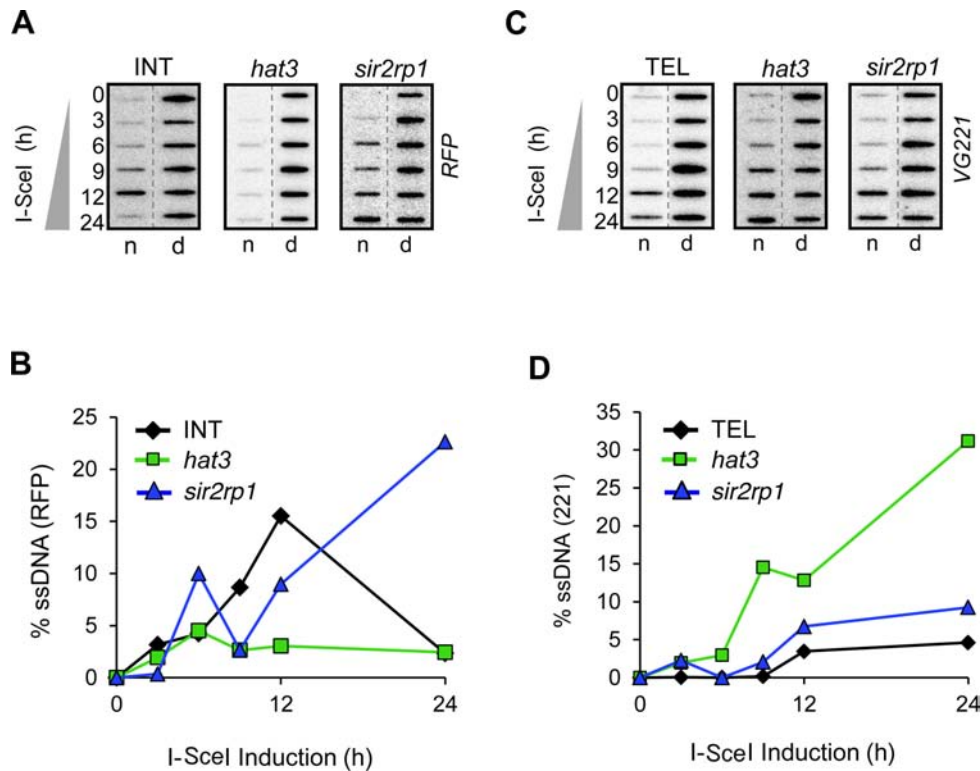 A
INT
hat3
sir2rp1
I-SceI (h)
0
3
6
9
12
24
n d
n d
n d
RFP
C
TEL
hat3
sir2rp1
I-SceI (h)
0
3
6
9
12
24
n d
n d
n d
VG221
B
INT
hat3
sir2rp1
% ssDNA (RFP)
25
20
15
10
5
0
0 12 24
I-SceI Induction (h)
D
TEL
hat3
sir2rp1
% ssDNA (221)
35
30
25
20
15
10
5
0
0 12 24
I-SceI Induction (h)